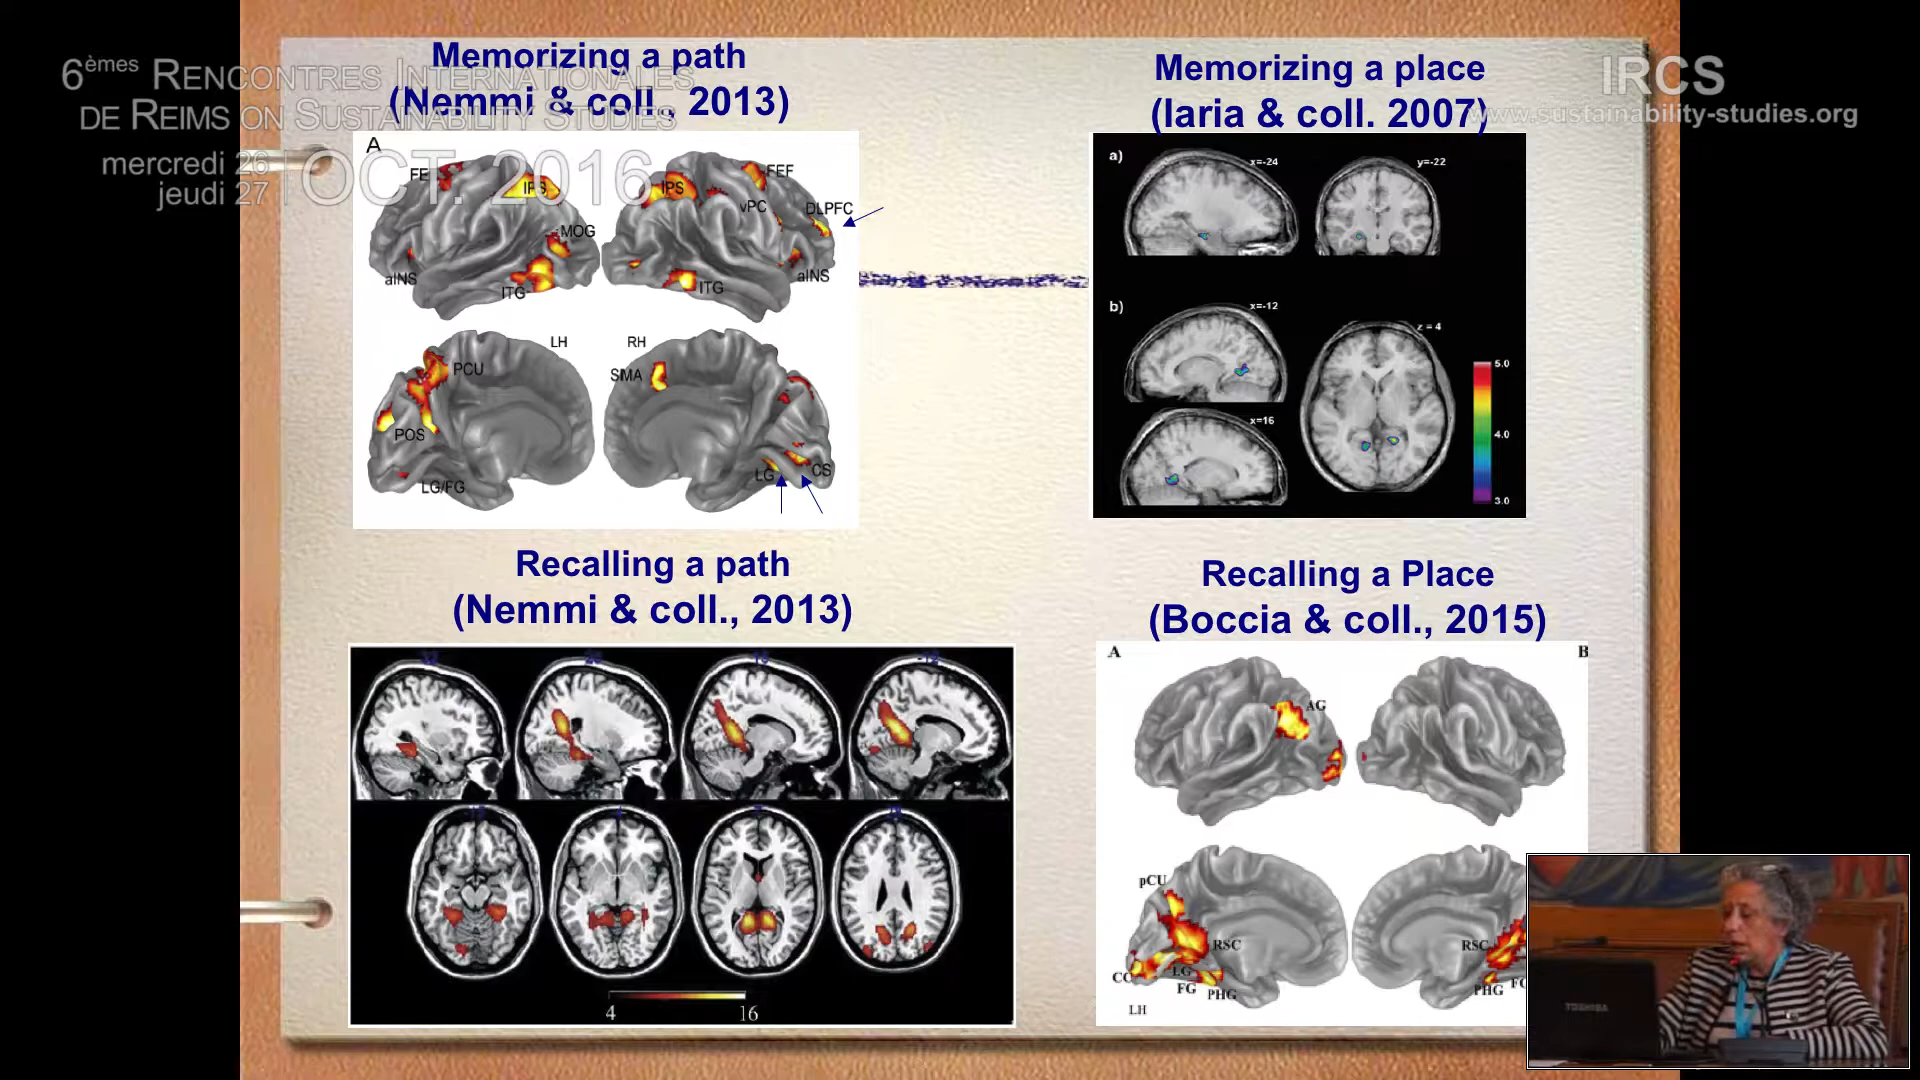 6èmes RENCONTRES INTERNATIONALES
DE REIMS ON SUSTAINABILITY STUDIES
mercredi 26
jeudi 27
OCT. 2016
IRCS
www.sustainability-studies.org
Memorizing a path
(Nemmi & coll., 2013)
A
FE
IPS
MOG
aINS
ITG
IPS
FEF
vPC
DLPFC
aINS
ITG
LH
RH
PCU
SMA
POS
LG/FG
LG
CS
Memorizing a place
(Iaria & coll. 2007)
a)
x=-24
y=-22
b)
x=-12
z = 4
x=16
5.0
4.0
3.0
Recalling a path
(Nemmi & coll., 2013)
4
16
Recalling a Place
(Boccia & coll., 2015)
A
B
AG
pCU
RSC
LG
FG
PHG
LH
RSC
PHG
TOSHIBA